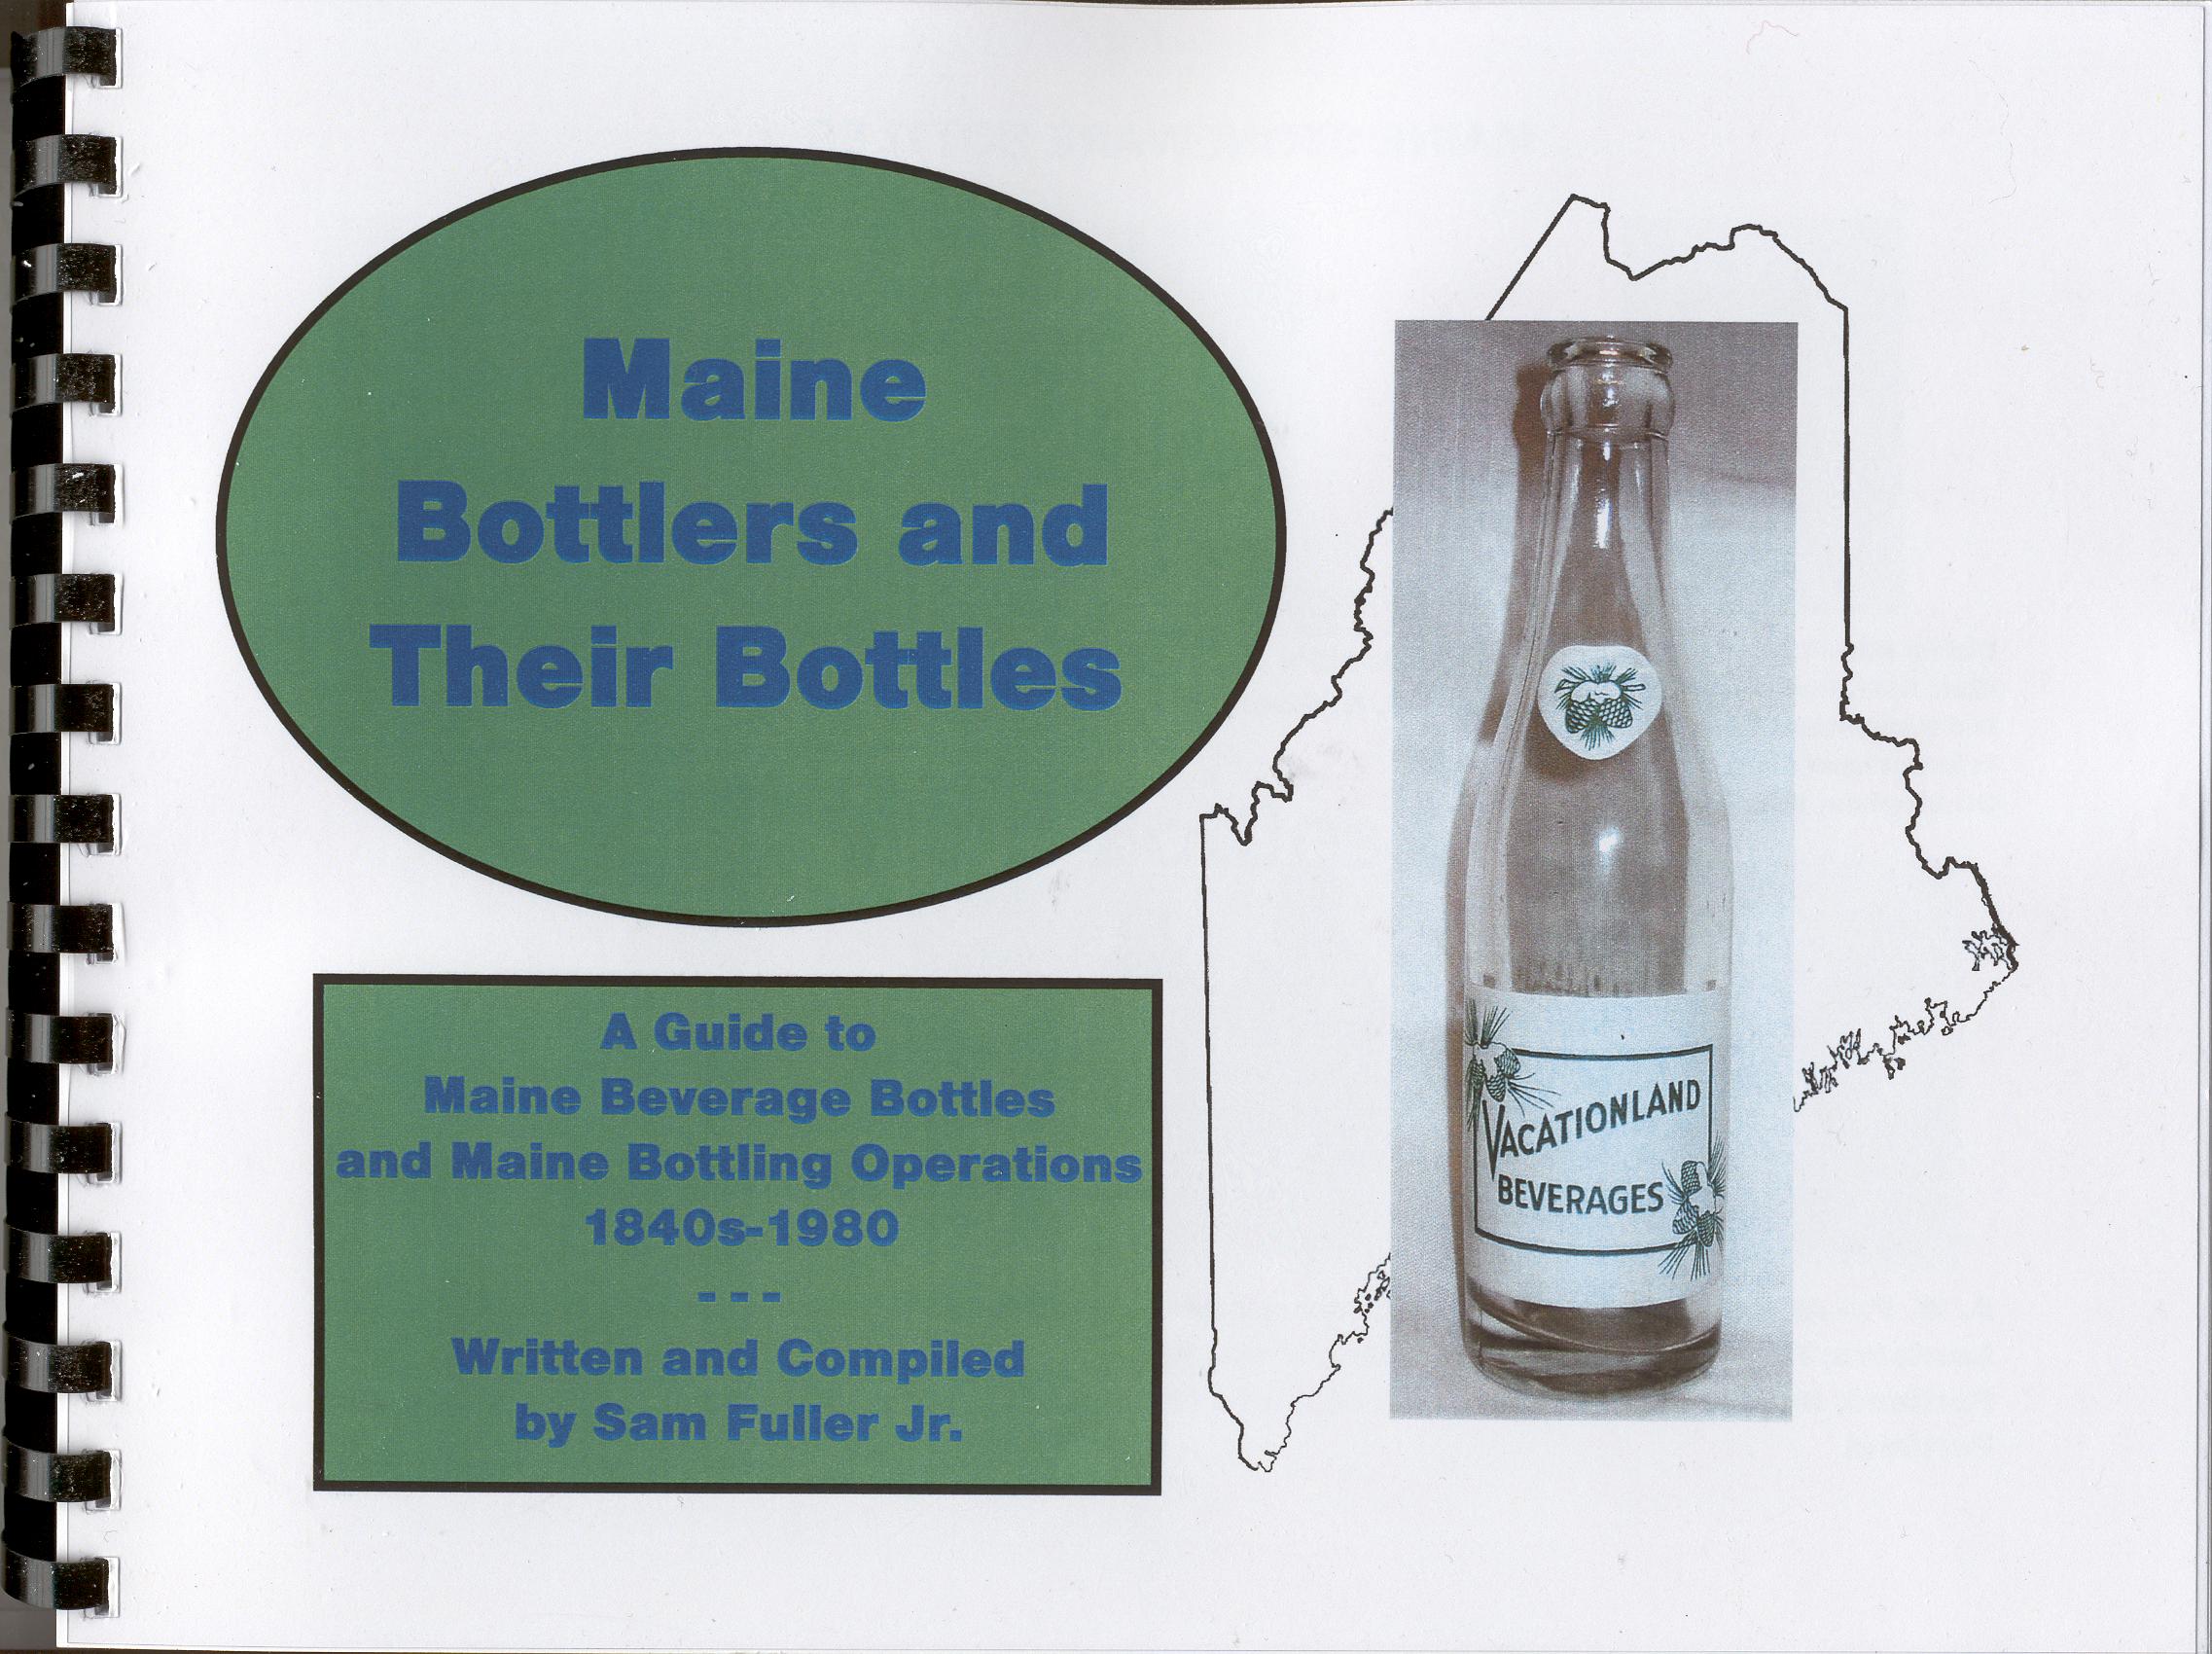 Maine
Bottlers and
Their Bottles
A Guide to
Maine Beverage Bottles
and Maine Bottling Operations
1840s-1980
- - -
Written and Compiled
by Sam Fuller Jr.
VACATIONLAND
BEVERAGES